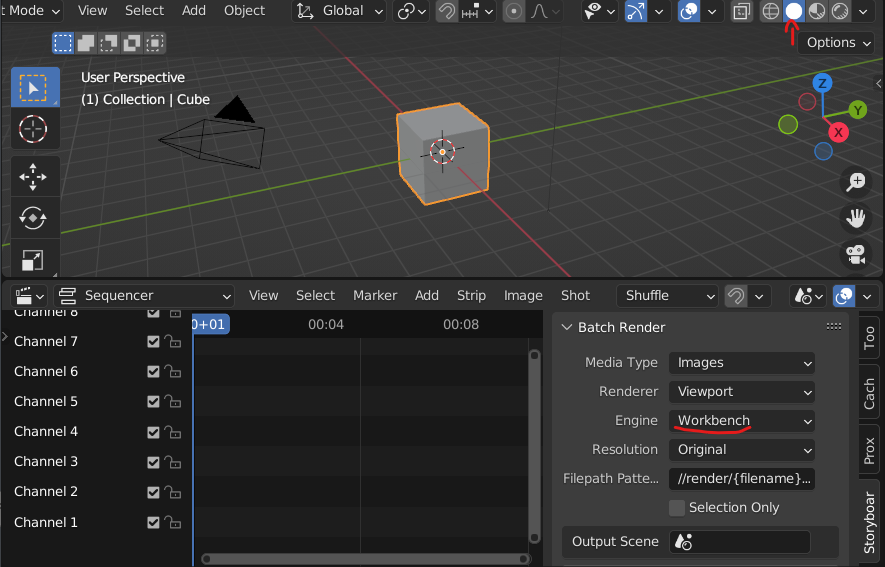 t Mode View Select Add Object Global
Options
User Perspective
(1) Collection | Cube
Z
Y
X
Sequencer View Select Marker Add Strip Image Shot Shuffle
Channel 8
Channel 7
Channel 6
Channel 5
Channel 4
Channel 3
Channel 2
Channel 1
0+01 00:04 00:08
Batch Render
Media Type Images
Renderer Viewport
Engine Workbench
Resolution Original
Filepath Patte... //render/{filename}...
Selection Only
Output Scene
Too
Cach
Prox
Storyboar